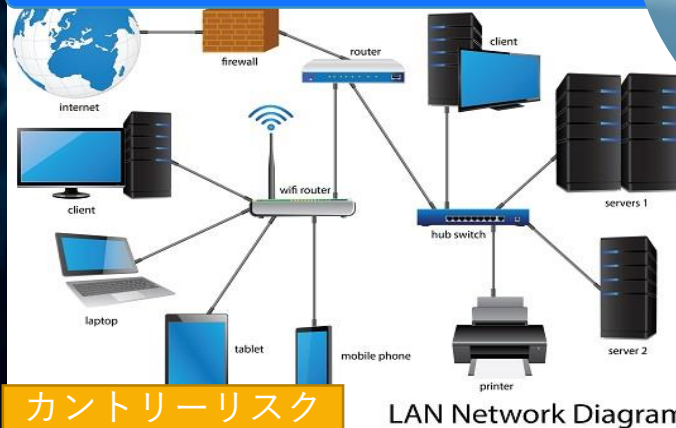 router
client
firewall
internet
wifi router
servers 1
client
hub switch
laptop
tablet
mobile phone
server 2
printer
カントリーリスク
LAN Network Diagram